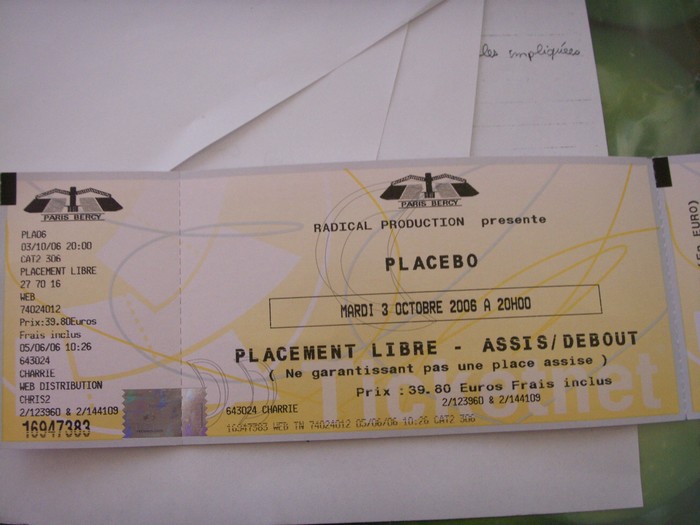 les impliquées
PARIS BERCY
PLA06
03/10/06 20:00
CAT2 306
PLACEMENT LIBRE
27 70 16
WEB
74024012
Prix:39.80Euros
Frais inclus
05/06/06 10:26
643024
CHARRIE
WEB DISTRIBUTION
CHRIS2
2/123960 & 2/144109
16947383
PARIS BERCY
RADICAL PRODUCTION presente
PLACEBO
MARDI 3 OCTOBRE 2006 A 20H00
PLACEMENT LIBRE - ASSIS/DEBOUT
( Ne garantissant pas une place assise )
Prix : 39.80 Euros Frais inclus
643024 CHARRIE 2/123960 & 2/144109
16947383 WEB TN 74024012 05/06/06 10:26 CAT2 306
Ticketnet
EURO)